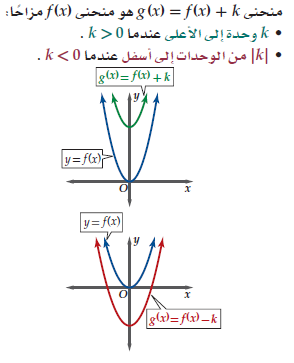 منحنى g(x) = f(x) + k هو منحنى f(x) مزاحًا:
• k وحدة إلى الأعلى عندما k > 0 .
• |k| من الوحدات إلى أسفل عندما k < 0 .
g(x)=f(x)+k
y
y=f(x)
O
x
y=f(x)
y
O
x
g(x)=f(x)−k